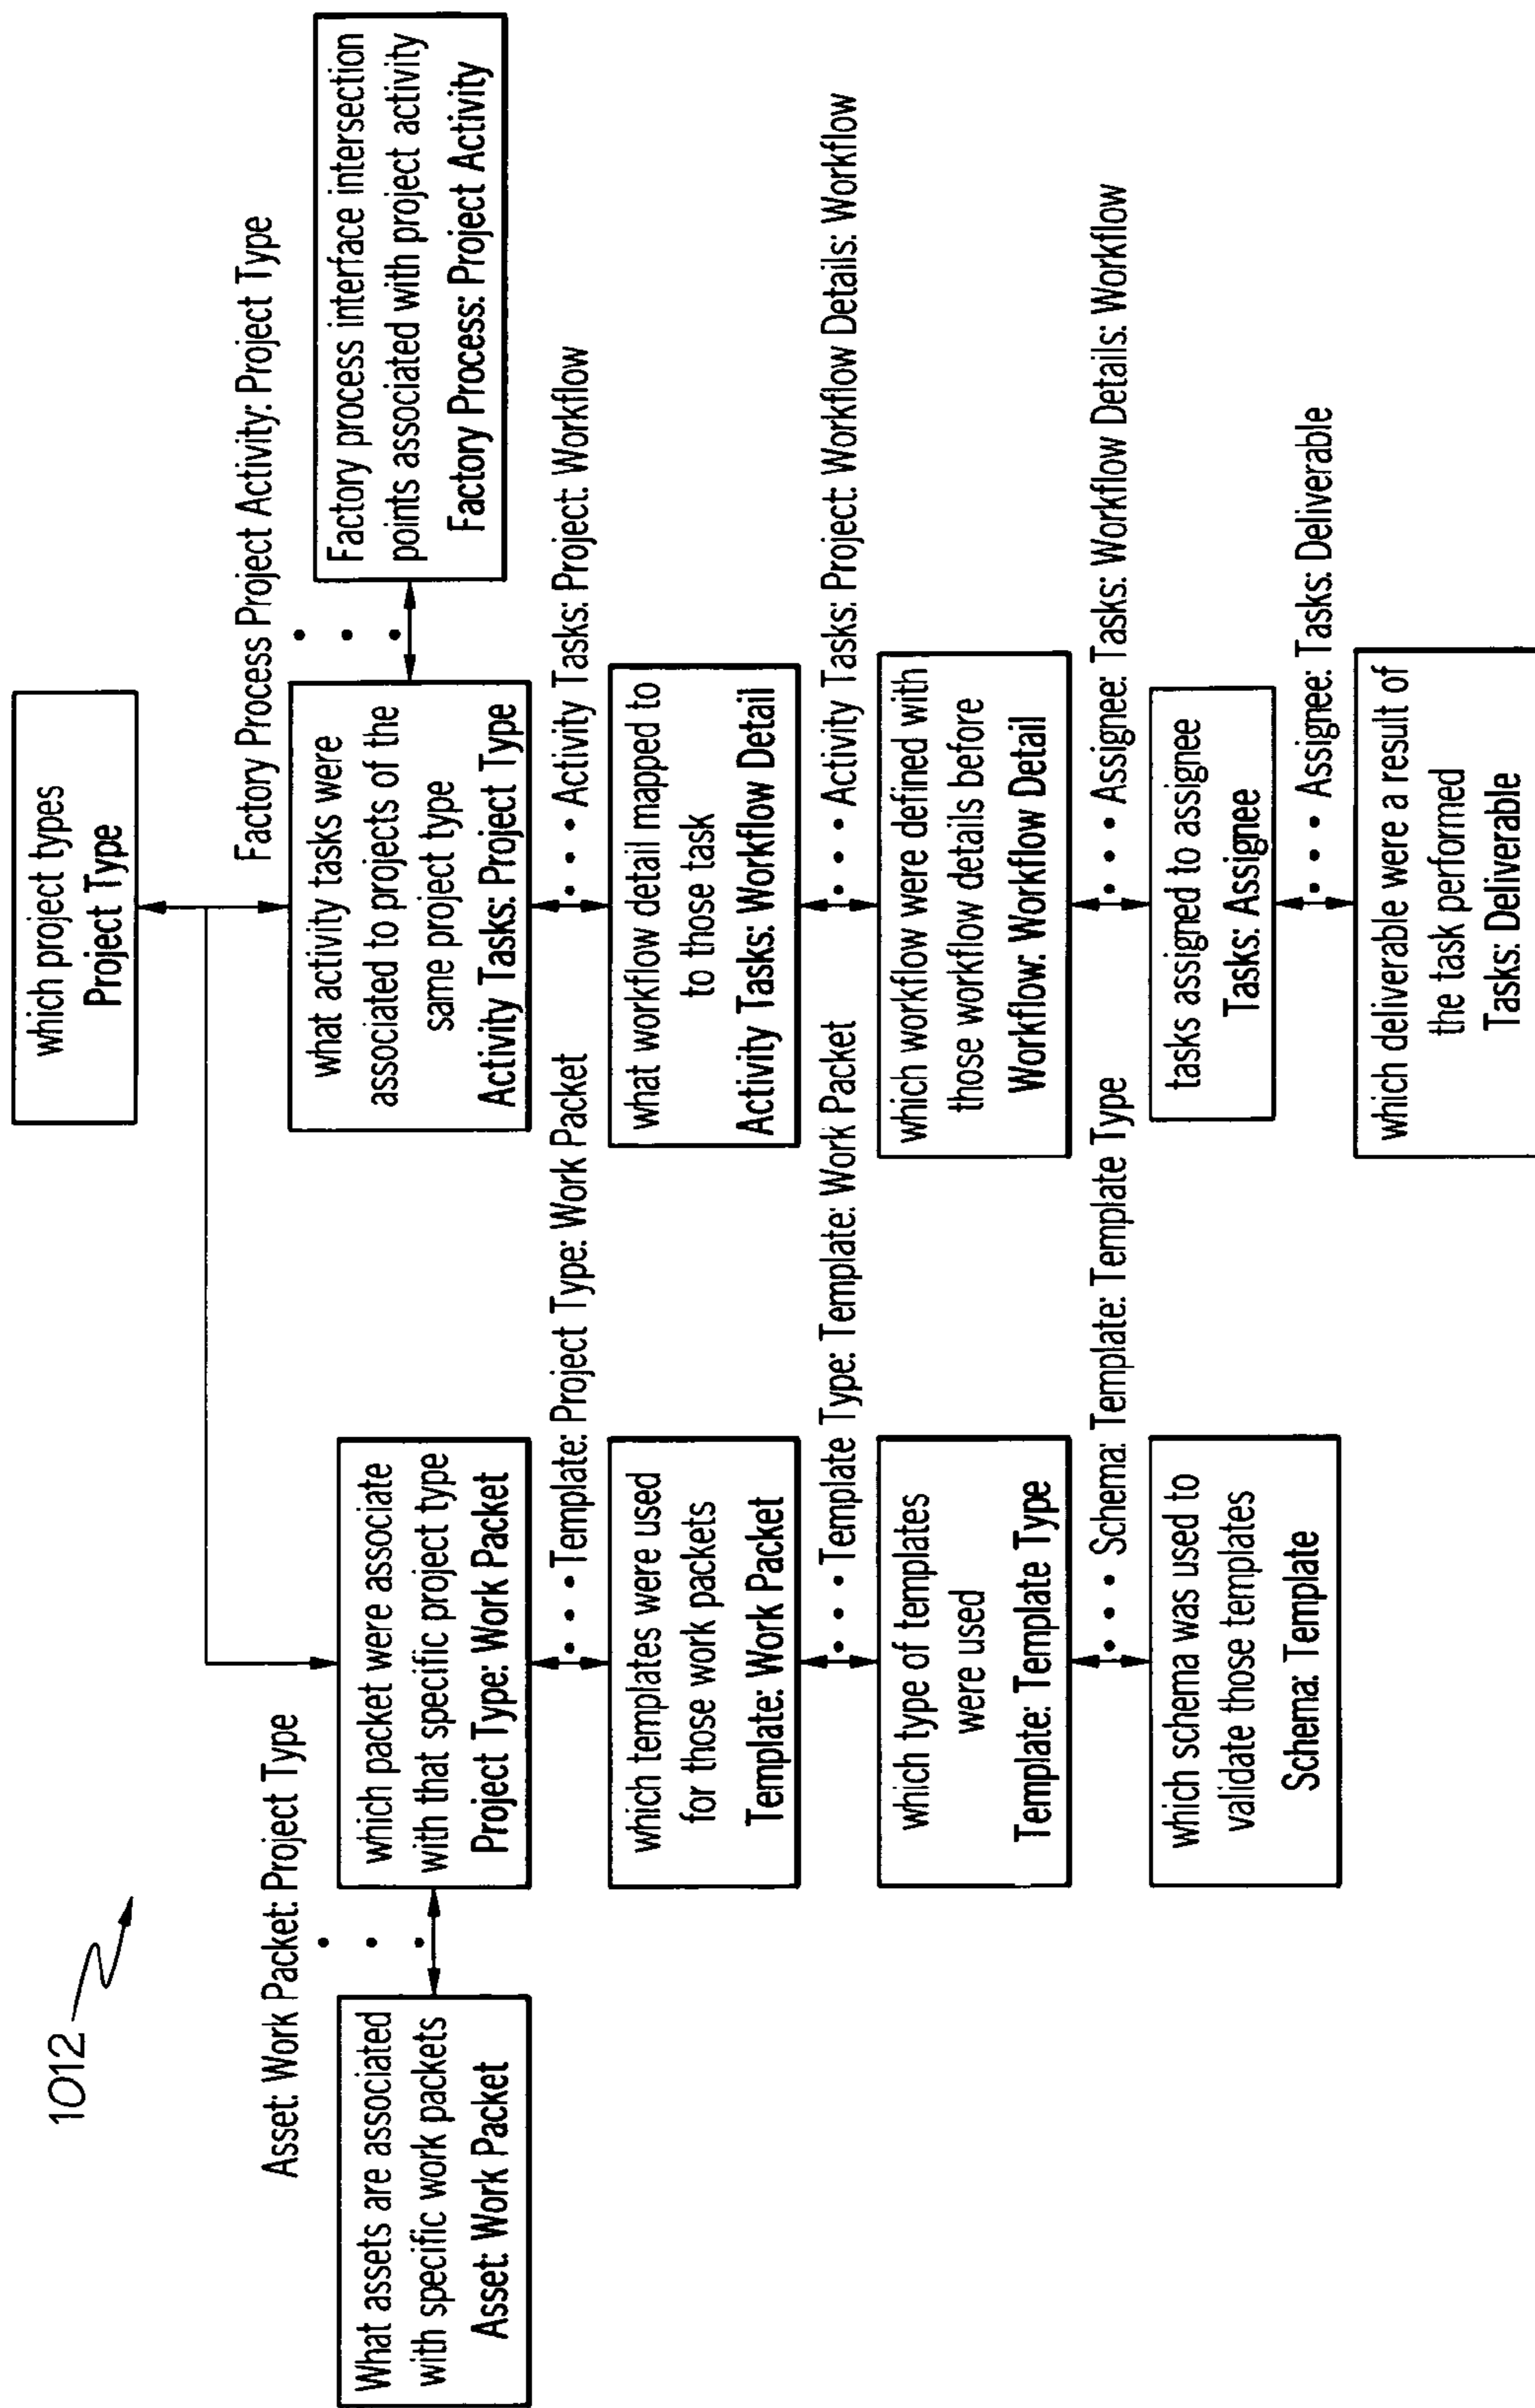 1012
which project types
Project Type
Asset: Work Packet: Project Type
Factory Process Project Activity: Project Type
What assets are associated
with specific work packets
Asset: Work Packet
which packet were associate
with that specific project type
Project Type: Work Packet
what activity tasks were
associated to projects of the
same project type
Activity Tasks: Project Type
Factory process interface intersection
points associated with project activity
Factory Process: Project Activity
Template: Project Type: Work Packet
Activity Tasks: Project: Workflow
which templates were used
for those work packets
Template: Work Packet
what workflow detail mapped to
to those task
Activity Tasks: Workflow Detail
Template Type: Template: Work Packet
Activity Tasks: Project: Workflow Details: Workflow
which type of templates
were used
Template: Template Type
which workflow were defined with
those workflow details before
Workflow: Workflow Detail
Schema: Template: Template Type
Assignee: Tasks: Workflow Details: Workflow
which schema was used to
validate those templates
Schema: Template
tasks assigned to assignee
Tasks: Assignee
Assignee: Tasks: Deliverable
which deliverable were a result of
the task performed
Tasks: Deliverable